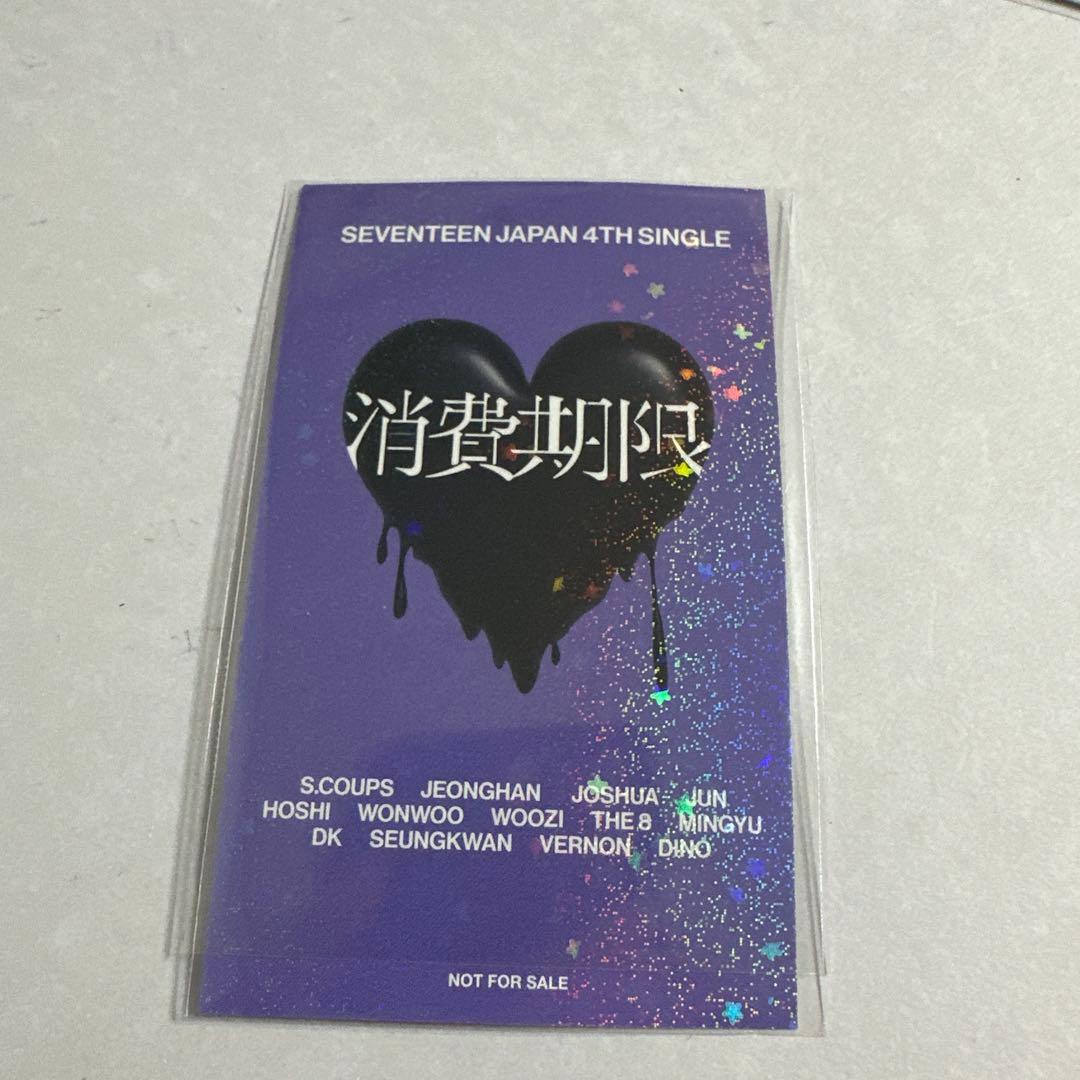 SEVENTEEN JAPAN 4TH SINGLE
消費期限
S.COUPS JEONGHAN JOSHUA JUN
HOSHI WONWOO WOOZI THE 8 MINGYU
DK SEUNGKWAN VERNON DINO
NOT FOR SALE